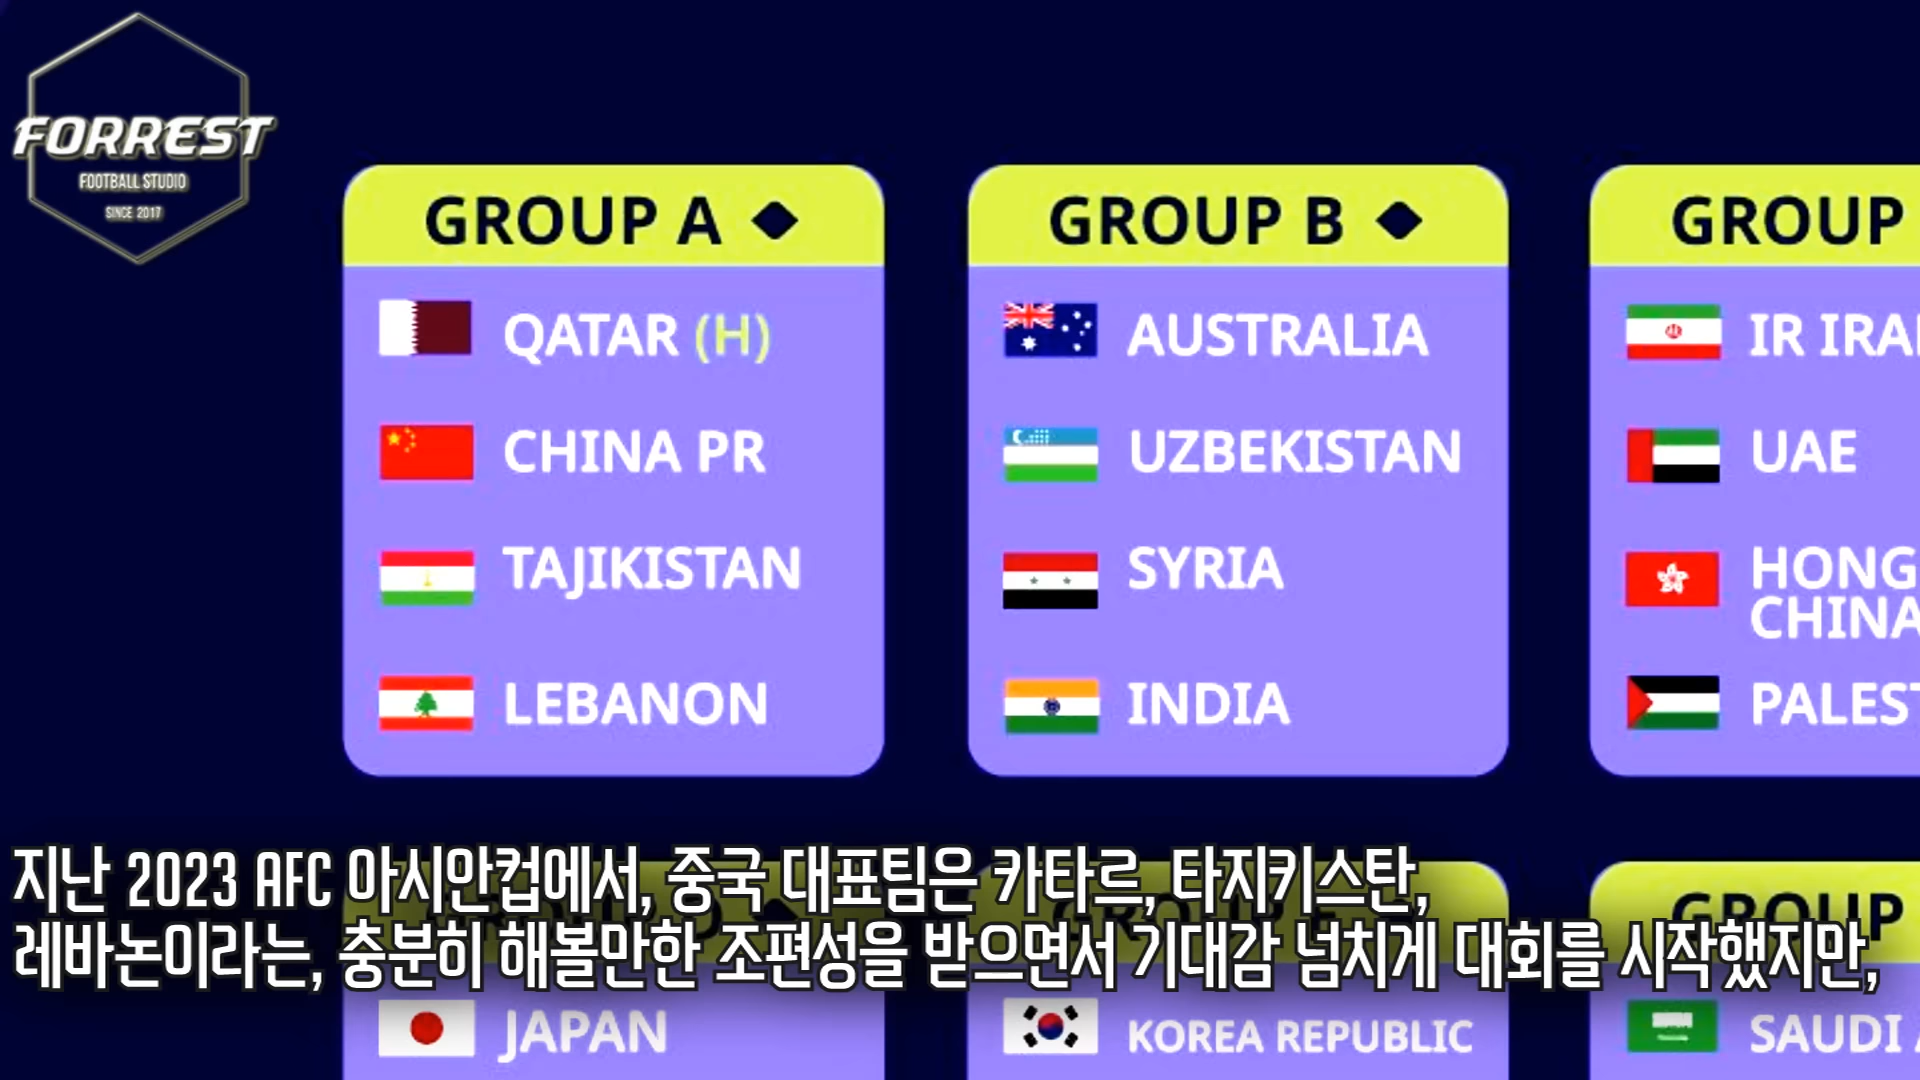 FORREST
FOOTBALL STUDIO
SINCE 2017
GROUP A
QATAR (H)
CHINA PR
TAJIKISTAN
LEBANON
GROUP B
AUSTRALIA
UZBEKISTAN
SYRIA
INDIA
GROUP
IR
UAE
HONG
지난 2023 AFC 아시안컵에서, 중국 대표팀은 카타르, 타지키스탄,
레바논이라는, 충분히 해볼만한 조편성을 받으면서 기대감 넘치게 대회를 시작했지만,
JAPAN
KOREA REPUBLIC
GROUP
SAUDI